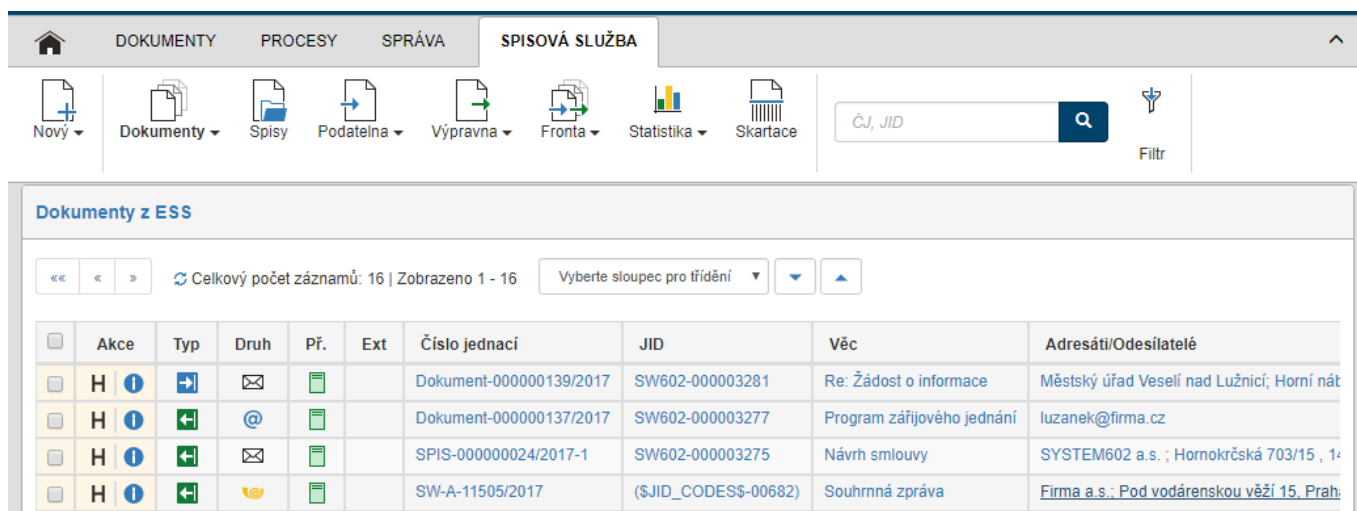 DOKUMENTY PROCESY SPRÁVA SPISOVÁ SLUŽBA
Nový Dokumenty Spisy Podatelna Výpravna Fronta Statistika Skartace ČJ, JID Filtr
Dokumenty z ESS
«« « » Celkový počet záznamů: 16 | Zobrazeno 1 - 16 Vyberte sloupec pro třídění
Akce Typ Druh Př. Ext Číslo jednací JID Věc Adresáti/Odesílatelé
H Dokument-000000139/2017 SW602-000003281 Re: Žádost o informace Městský úřad Veselí nad Lužnicí; Horní náb
H @ Dokument-000000137/2017 SW602-000003277 Program zářijového jednání luzanek@firma.cz
H SPIS-000000024/2017-1 SW602-000003275 Návrh smlouvy SYSTEM602 a.s. ; Hornokrčská 703/15 , 14
H SW-A-11505/2017 ($JID_CODES$-00682) Souhrnná zpráva Firma a.s.; Pod vodárenskou věží 15, Praha